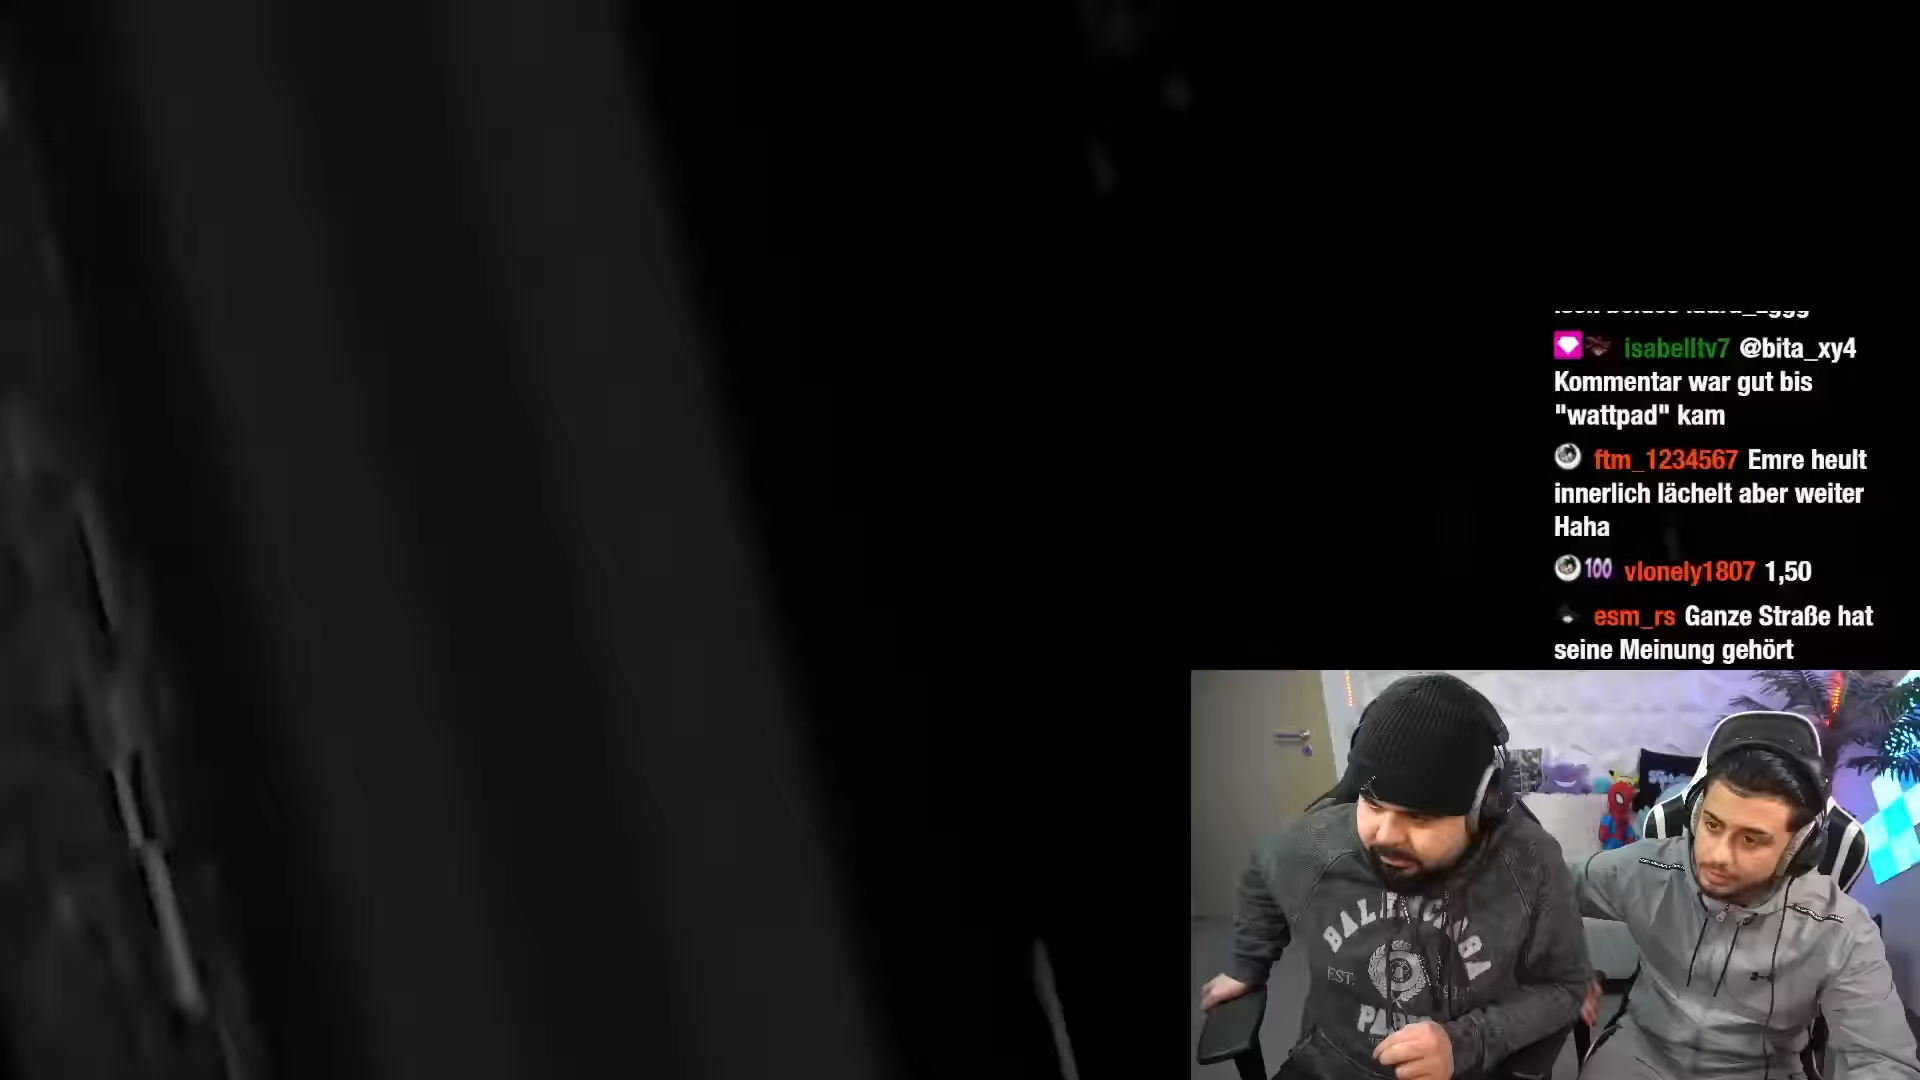 isabelltv7 @bita_xy4
Kommentar war gut bis
"wattpad" kam
ftm_1234567 Emre heult
innerlich lächelt aber weiter
Haha
100 vlonely1807 1,50
esm_rs Ganze Straße hat
seine Meinung gehört
EST.